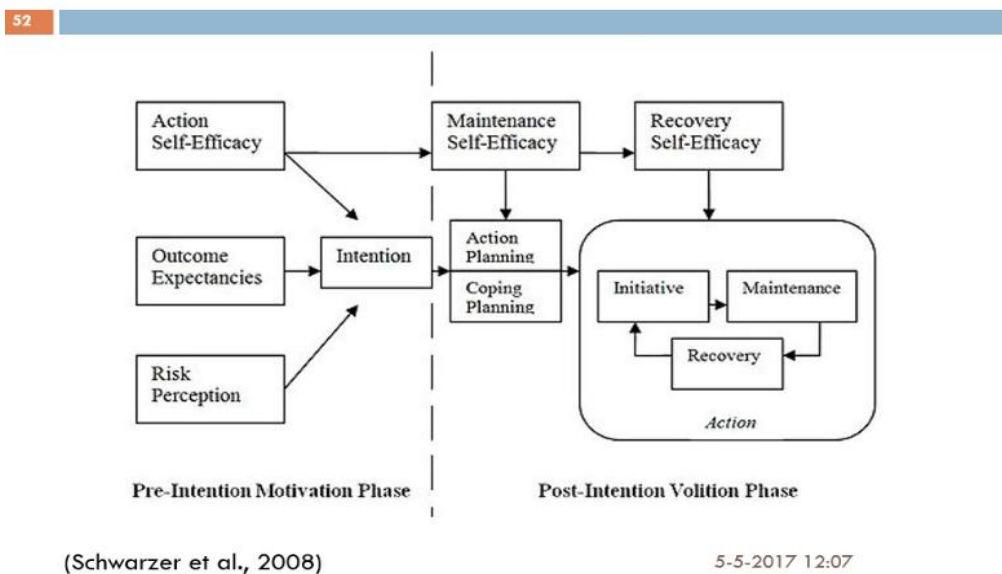 52
Action
Self-Efficacy
Maintenance
Self-Efficacy
Recovery
Self-Efficacy
Outcome
Expectancies
Intention
Action
Planning
Coping
Planning
Initiative
Maintenance
Recovery
Risk
Perception
Action
Pre-Intention Motivation Phase
Post-Intention Volition Phase
(Schwarzer et al., 2008)
5-5-2017 12:07